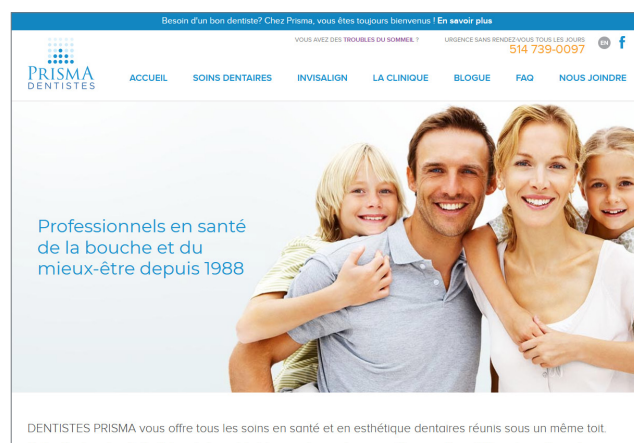 Besoin d'un bon dentiste? Chez Prisma, vous êtes toujours bienvenus ! En savoir plus
VOUS AVEZ DES TROUBLES DU SOMMEIL ?
URGENCE SANS RENDEZ-VOUS TOUS LES JOURS
514 739-0097
EN
f
PRISMA
DENTISTES
ACCUEIL
SOINS DENTAIRES
INVISALIGN
LA CLINIQUE
BLOGUE
FAQ
NOUS JOINDRE
Professionnels en santé
de la bouche et du
mieux-être depuis 1988
DENTISTES PRISMA vous offre tous les soins en santé et en esthétique dentaires réunis sous un même toit.